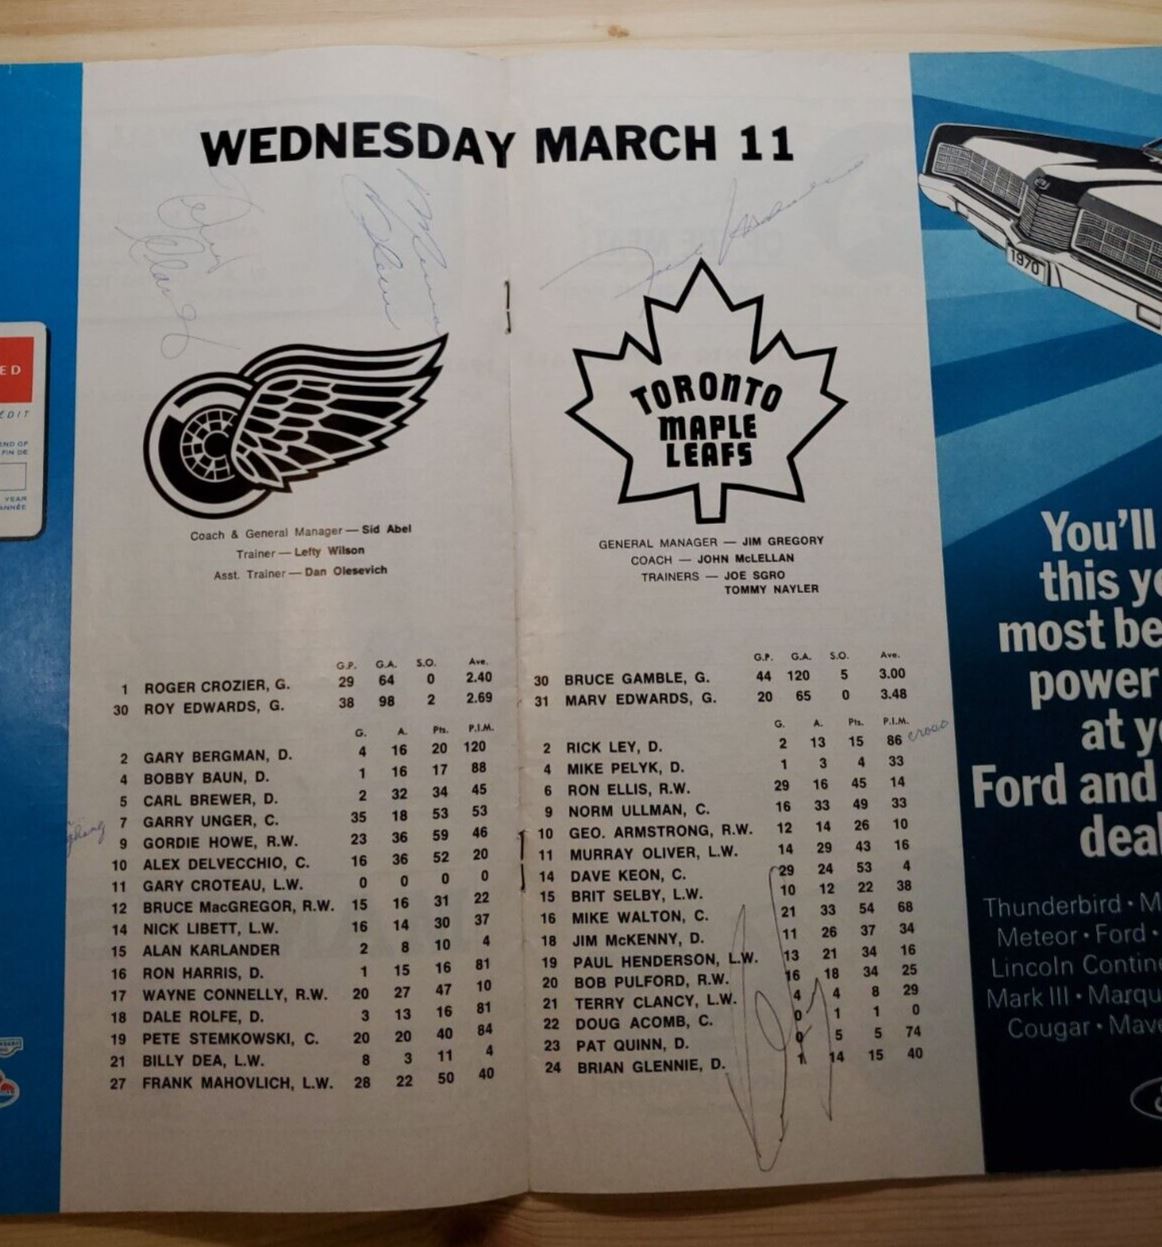 WEDNESDAY MARCH 11
Terry
Clancy
TORONTO
MAPLE
LEAFS
Coach & General Manager — Sid Abel
Trainer — Lefty Wilson
Asst. Trainer — Dan Olesevich
GENERAL MANAGER — JIM GREGORY
COACH — JOHN McLELLAN
TRAINERS — JOE SGRO
TOMMY NAYLER
G.P. G.A. S.O. Ave.
1 ROGER CROZIER, G. 29 64 0 2.40
30 ROY EDWARDS, G. 38 98 2 2.69
G. A. Pts. P.I.M.
2 GARY BERGMAN, D. 4 16 20 120
4 BOBBY BAUN, D. 1 16 17 88
5 CARL BREWER, D. 2 32 34 45
7 GARRY UNGER, C. 35 18 53 53
9 GORDIE HOWE, R.W. 23 36 59 46
10 ALEX DELVECCHIO, C. 16 36 52 20
11 GARY CROTEAU, L.W. 0 0 0 0
12 BRUCE MacGREGOR, R.W. 15 16 31 22
14 NICK LIBETT, L.W. 16 14 30 37
15 ALAN KARLANDER 2 8 10 4
16 RON HARRIS, D. 1 15 16 81
17 WAYNE CONNELLY, R.W. 20 27 47 10
18 DALE ROLFE, D. 3 13 16 81
19 PETE STEMKOWSKI, C. 20 20 40 84
21 BILLY DEA, L.W. 8 3 11 4
27 FRANK MAHOVLICH, L.W. 28 22 50 40
G.P. G.A. S.O. Ave.
30 BRUCE GAMBLE, G. 44 120 5 3.00
31 MARV EDWARDS, G. 20 65 0 3.48
G. A. Pts. P.I.M.
2 RICK LEY, D. 2 13 15 86
4 MIKE PELYK, D. 1 3 4 33
6 RON ELLIS, R.W. 29 16 45 14
9 NORM ULLMAN, C. 16 33 49 33
10 GEO. ARMSTRONG, R.W. 12 14 26 10
11 MURRAY OLIVER, L.W. 14 29 43 16
14 DAVE KEON, C. 29 24 53 4
15 BRIT SELBY, L.W. 10 12 22 38
16 MIKE WALTON, C. 21 33 54 68
18 JIM McKENNY, D. 11 26 37 34
19 PAUL HENDERSON, L.W. 13 21 34 16
20 BOB PULFORD, R.W. 16 18 34 25
21 TERRY CLANCY, L.W. 4 4 8 29
22 DOUG ACOMB, C. 0 1 1 0
23 PAT QUINN, D. 0 5 5 74
24 BRIAN GLENNIE, D. 1 14 15 40
1970
You'll
this
most
power
at
Ford and
Thunderbird •
Meteor • Ford •
Lincoln
Mark III •
Cougar •
ED
END OF
FIN DE
YEAR
ANNÉE